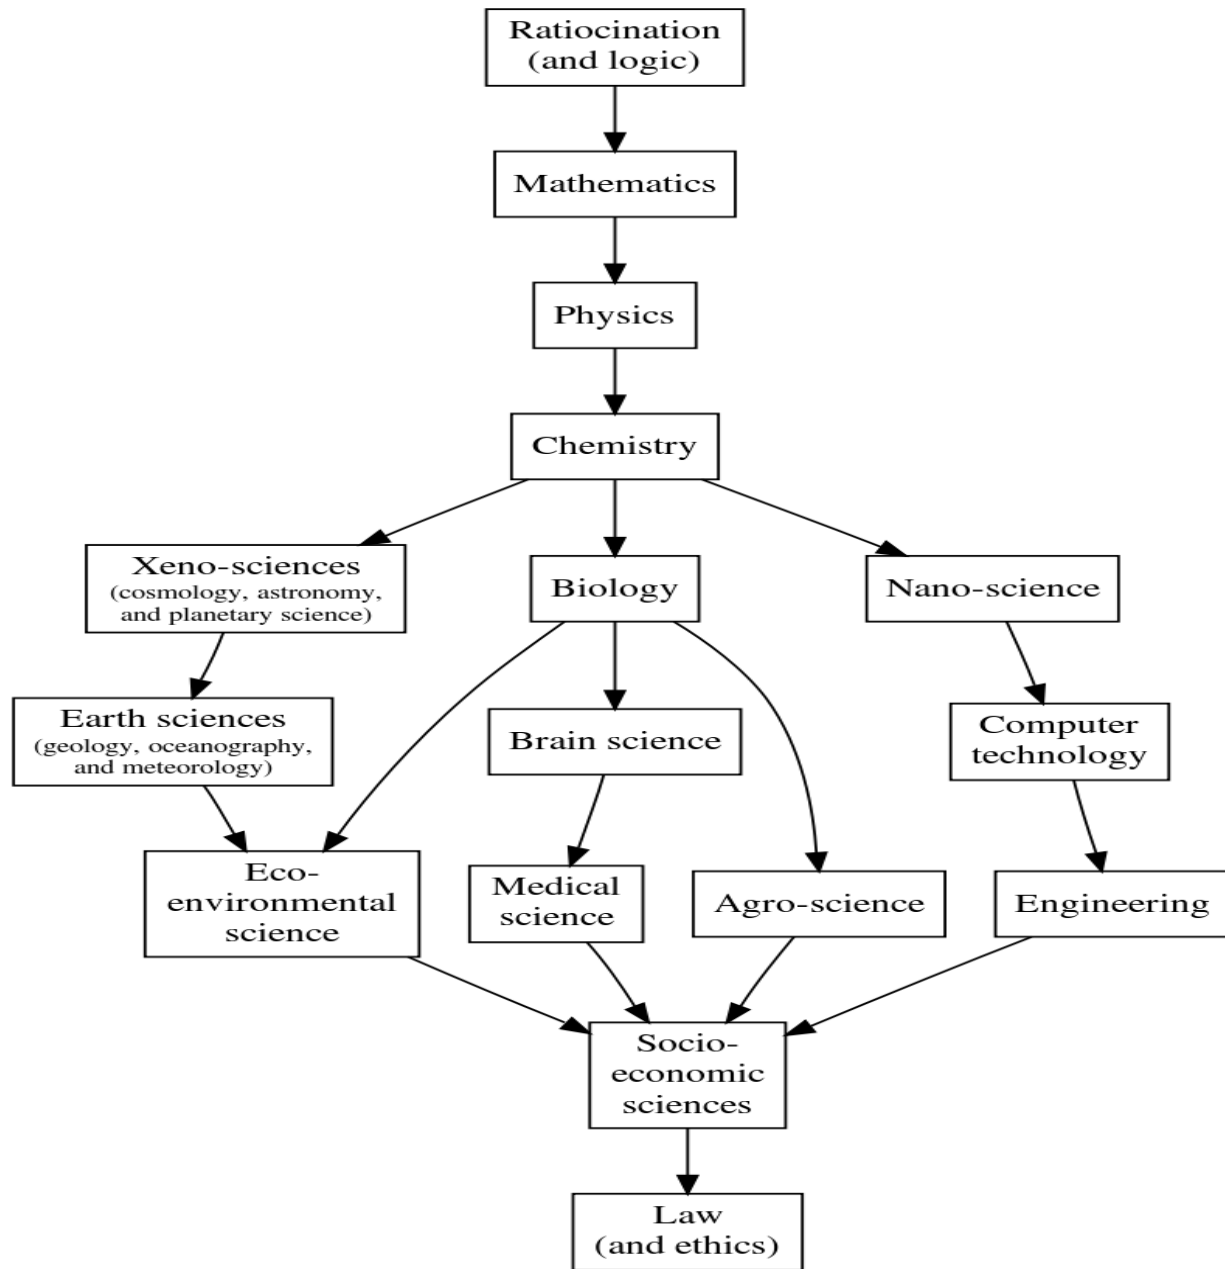 Ratiocination
(and logic)
Mathematics
Physics
Chemistry
Xeno-sciences
(cosmology, astronomy,
and planetary science)
Biology
Nano-science
Earth sciences
(geology, oceanography,
and meteorology)
Brain science
Computer
technology
Eco-
environmental
science
Medical
science
Agro-science
Engineering
Socio-
economic
sciences
Law
(and ethics)